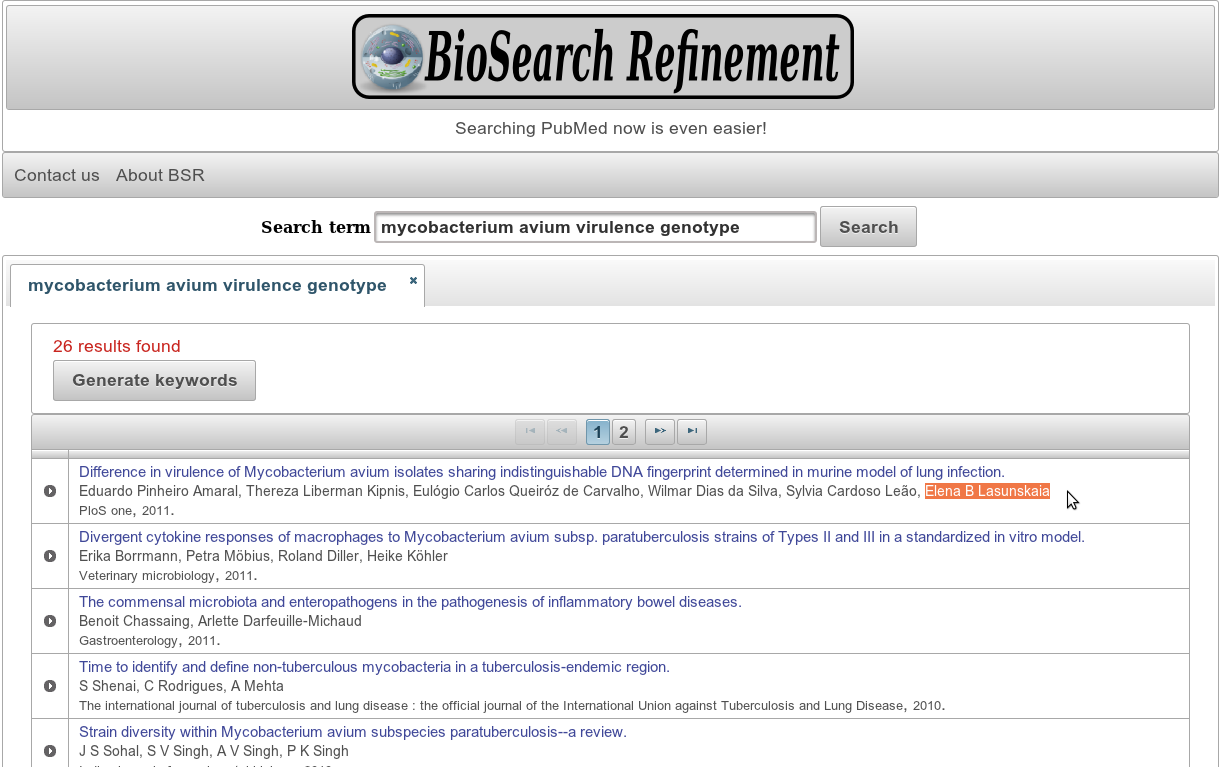 BioSearch Refinement
Searching PubMed now is even easier!
Contact us About BSR
Search term mycobacterium avium virulence genotype Search
mycobacterium avium virulence genotype
26 results found
Generate keywords
1 2
Difference in virulence of Mycobacterium avium isolates sharing indistinguishable DNA fingerprint determined in murine model of lung infection.
Eduardo Pinheiro Amaral, Thereza Liberman Kipnis, Eulógio Carlos Queiróz de Carvalho, Wilmar Dias da Silva, Sylvia Cardoso Leão, Elena B Lasunskaia
PloS one, 2011.
Divergent cytokine responses of macrophages to Mycobacterium avium subsp. paratuberculosis strains of Types II and III in a standardized in vitro model.
Erika Borrmann, Petra Möbius, Roland Diller, Heike Köhler
Veterinary microbiology, 2011.
The commensal microbiota and enteropathogens in the pathogenesis of inflammatory bowel diseases.
Benoit Chassaing, Arlette Darfeuille-Michaud
Gastroenterology, 2011.
Time to identify and define non-tuberculous mycobacteria in a tuberculosis-endemic region.
S Shenai, C Rodrigues, A Mehta
The international journal of tuberculosis and lung disease : the official journal of the International Union against Tuberculosis and Lung Disease, 2010.
Strain diversity within Mycobacterium avium subspecies paratuberculosis--a review.
J S Sohal, S V Singh, A V Singh, P K Singh